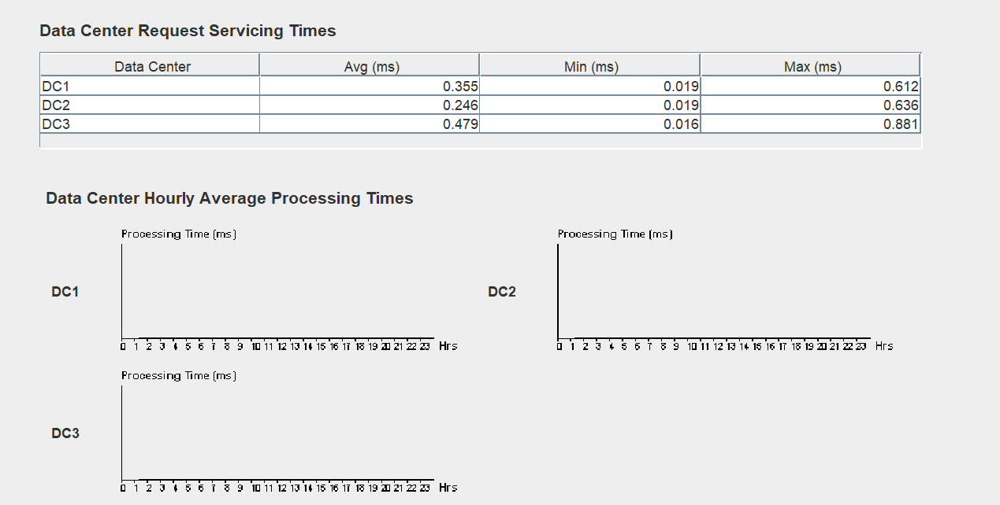 Data Center Request Servicing Times
Data Center Avg (ms) Min (ms) Max (ms)
DC1 0.355 0.019 0.612
DC2 0.246 0.019 0.636
DC3 0.479 0.016 0.881
Data Center Hourly Average Processing Times
Processing Time (ms)
DC1
0 1 2 3 4 5 6 7 8 9 10 11 12 13 14 15 16 17 18 19 20 21 22 23 Hrs
Processing Time (ms)
DC2
0 1 2 3 4 5 6 7 8 9 10 11 12 13 14 15 16 17 18 19 20 21 22 23 Hrs
Processing Time (ms)
DC3
0 1 2 3 4 5 6 7 8 9 10 11 12 13 14 15 16 17 18 19 20 21 22 23 Hrs